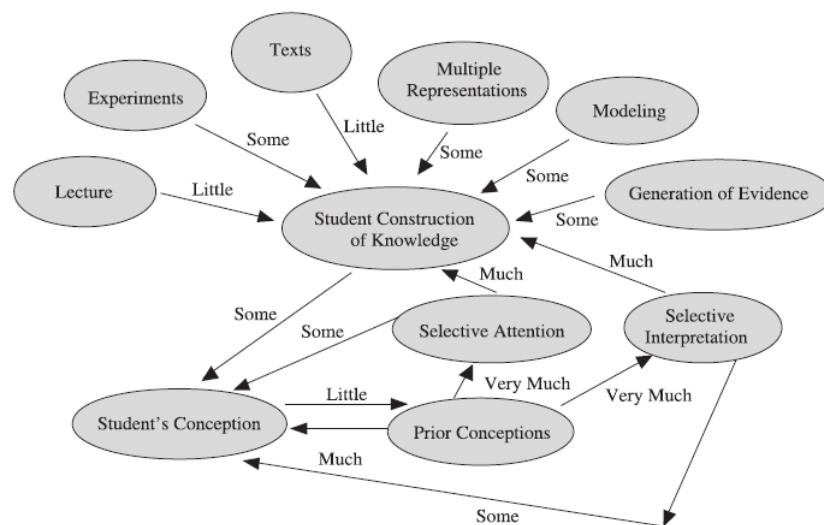 Texts
Multiple
Representations
Experiments
Modeling
Little
Some
Some
Some
Lecture
Little
Generation of Evidence
Some
Student Construction
of Knowledge
Much
Much
Some
Some
Selective Attention
Selective
Interpretation
Little
Very Much
Very Much
Student’s Conception
Prior Conceptions
Much
Some